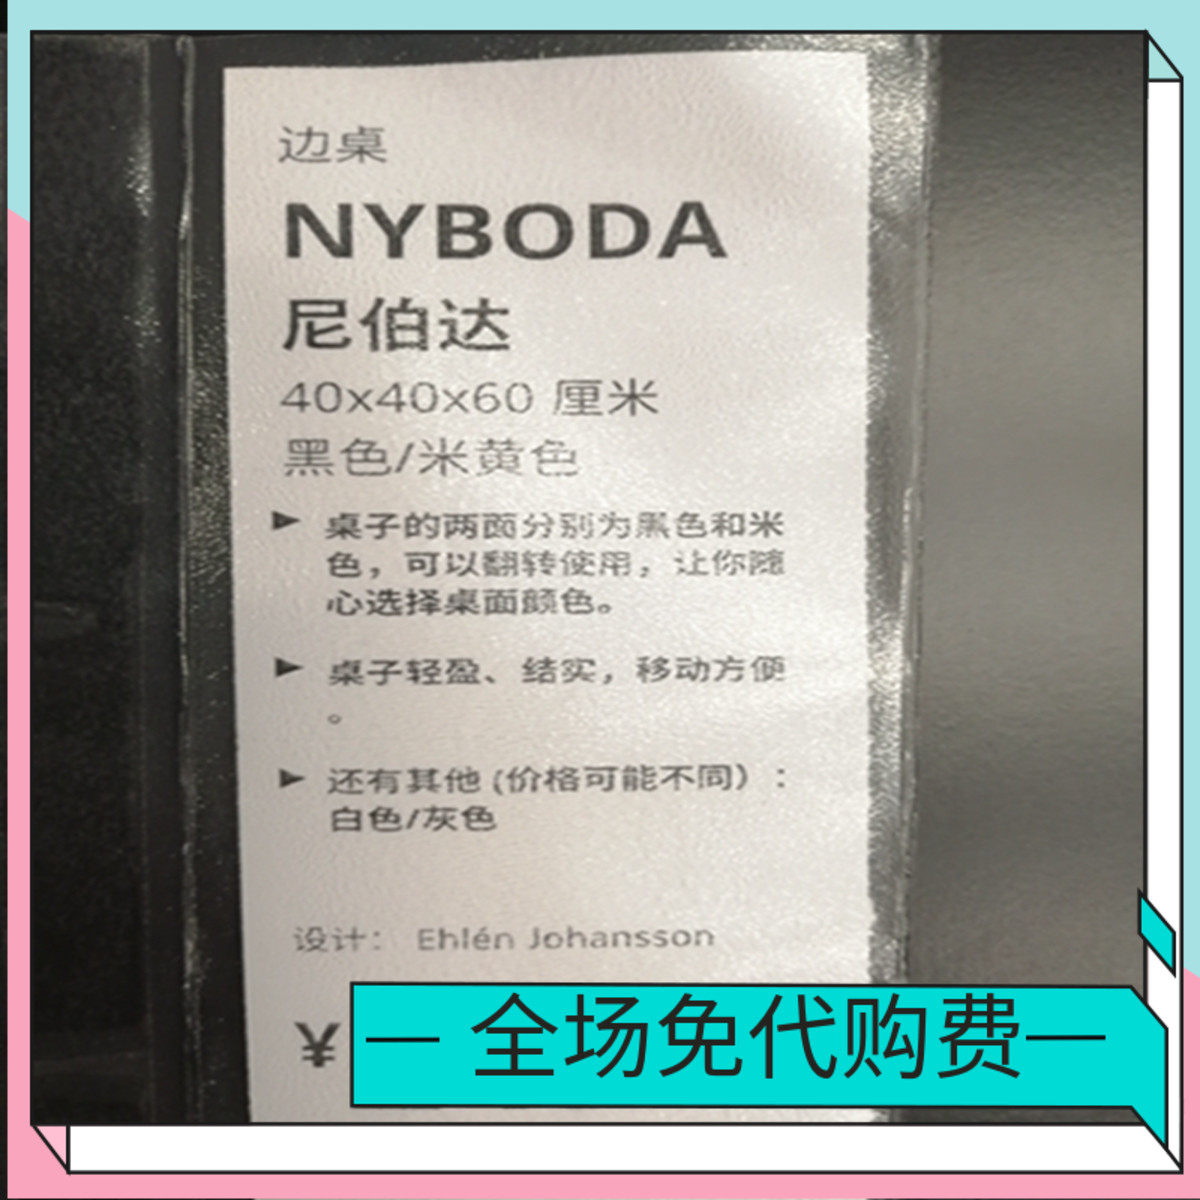 边桌
NYBODA
尼伯达
40x40x60 厘米
黑色/米黄色
► 桌子的两面分别为黑色和米
色，可以翻转使用，让你随
心选择桌面颜色。
► 桌子轻盈、结实，移动方便
。
► 还有其他 (价格可能不同）：
白色/灰色
设计： Ehlén Johansson
¥
— 全场免代购费—